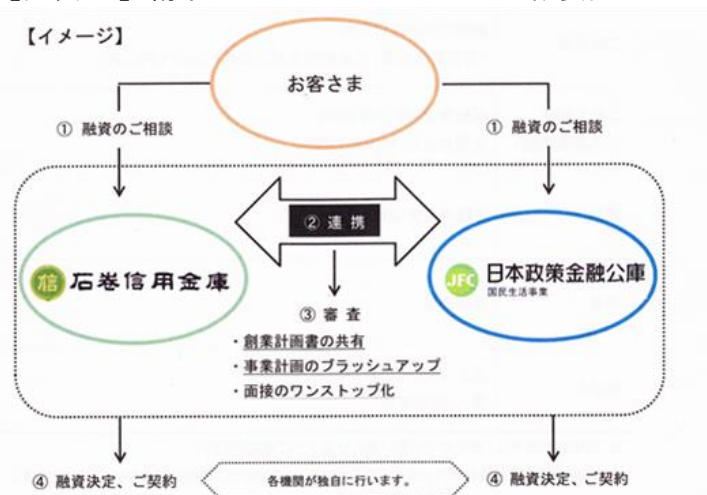 【イメージ】
お客さま
① 融資のご相談
① 融資のご相談
② 連 携
信 石巻信用金庫
JFC 日本政策金融公庫
国民生活事業
③ 審 査
・創業計画書の共有
・事業計画のブラッシュアップ
・面接のワンストップ化
④ 融資決定、ご契約
各機関が独自に行います。
④ 融資決定、ご契約